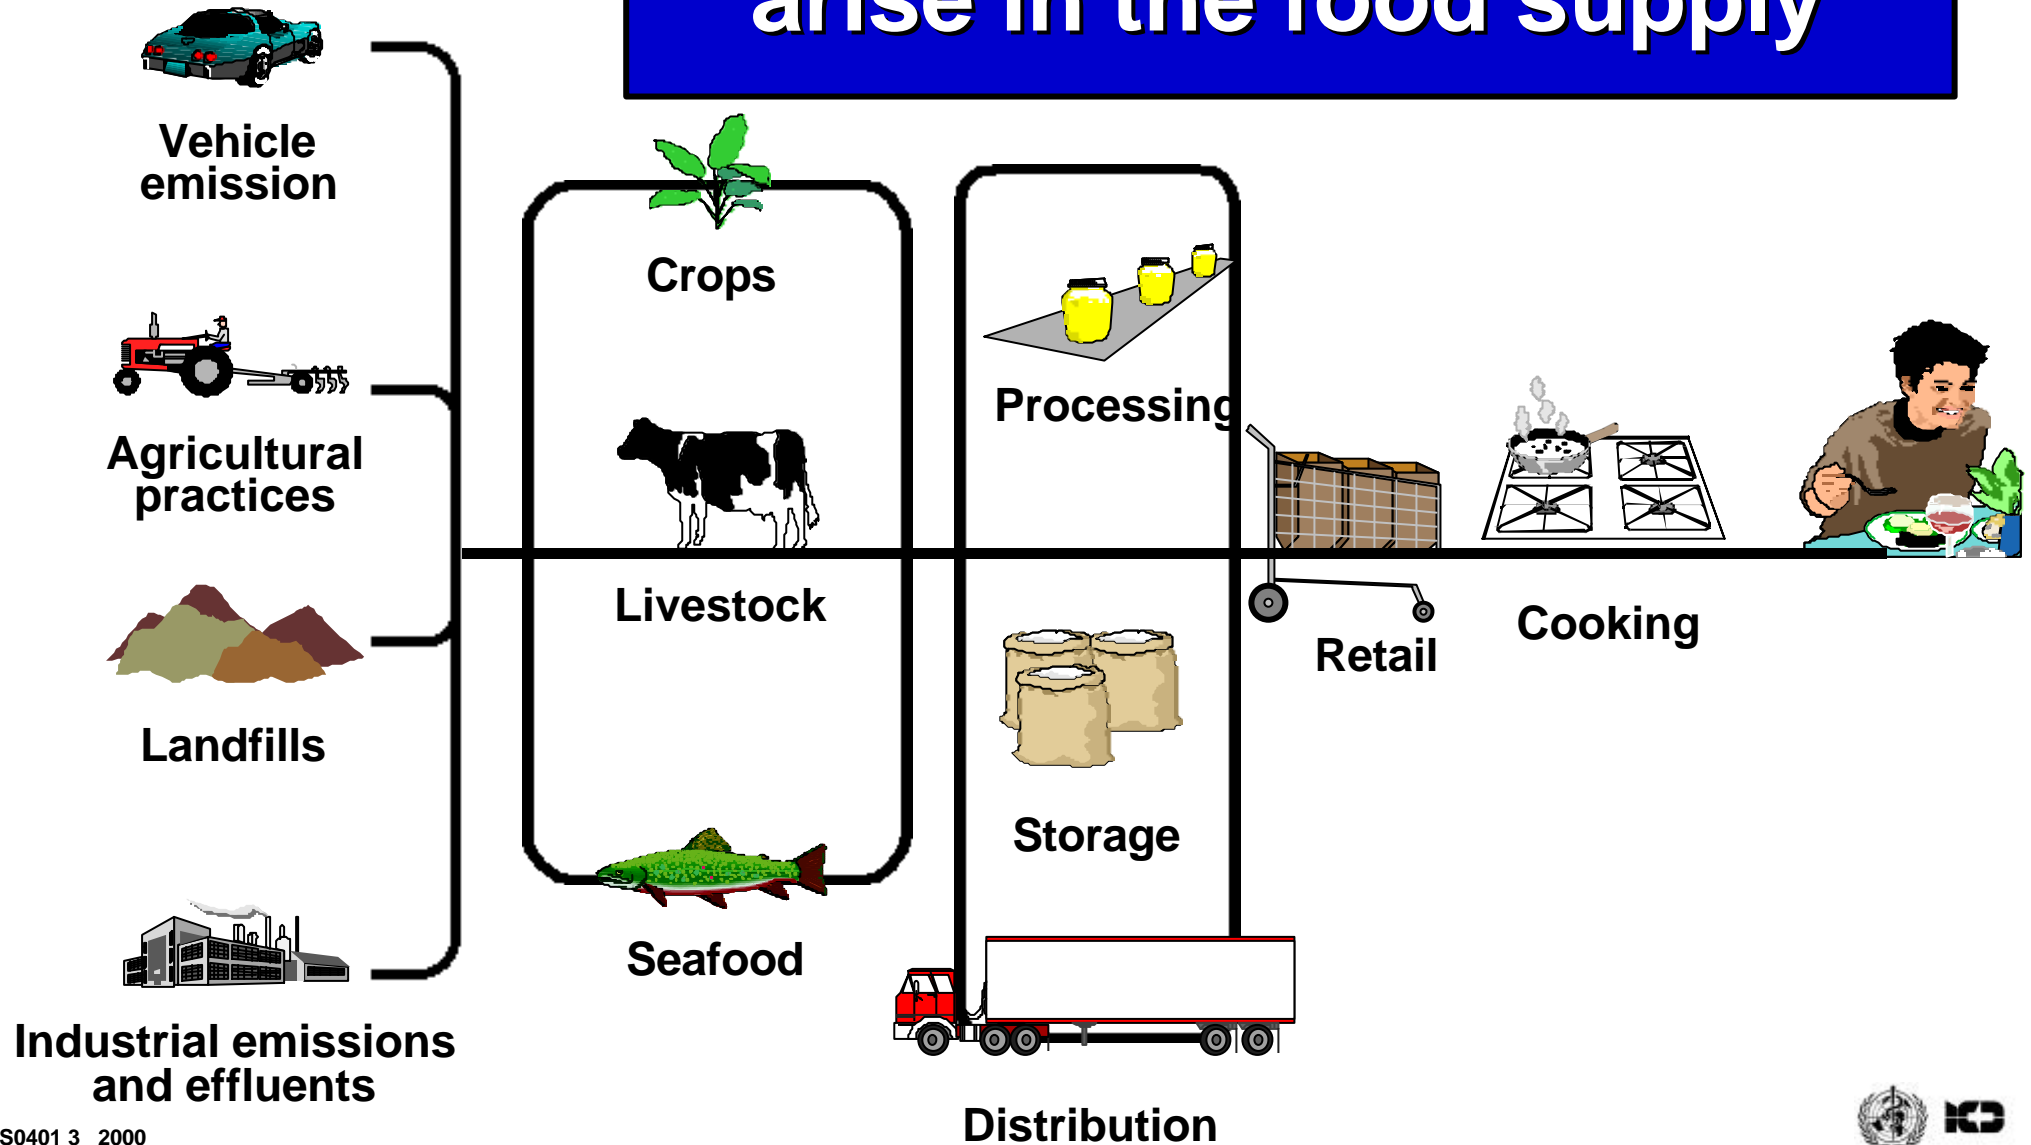 arise in the food supply
Vehicle
emission
Agricultural
practices
Landfills
Industrial emissions
and effluents
Crops
Livestock
Seafood
Processing
Storage
Distribution
Retail
Cooking
S0401 3 2000